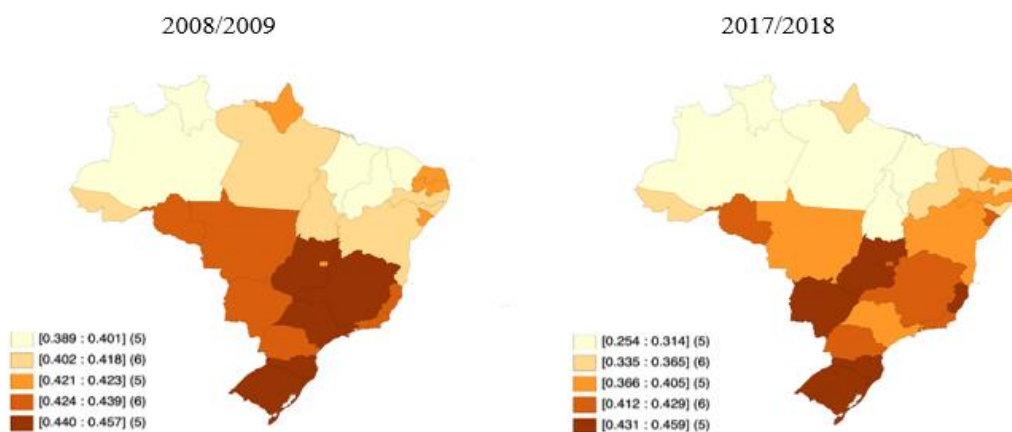 2008/2009
2017/2018
[0.389 : 0.401] (5)
[0.402 : 0.418] (6)
[0.421 : 0.423] (5)
[0.424 : 0.439] (6)
[0.440 : 0.457] (5)
[0.254 : 0.314] (5)
[0.335 : 0.365] (6)
[0.366 : 0.405] (5)
[0.412 : 0.429] (6)
[0.431 : 0.459] (5)